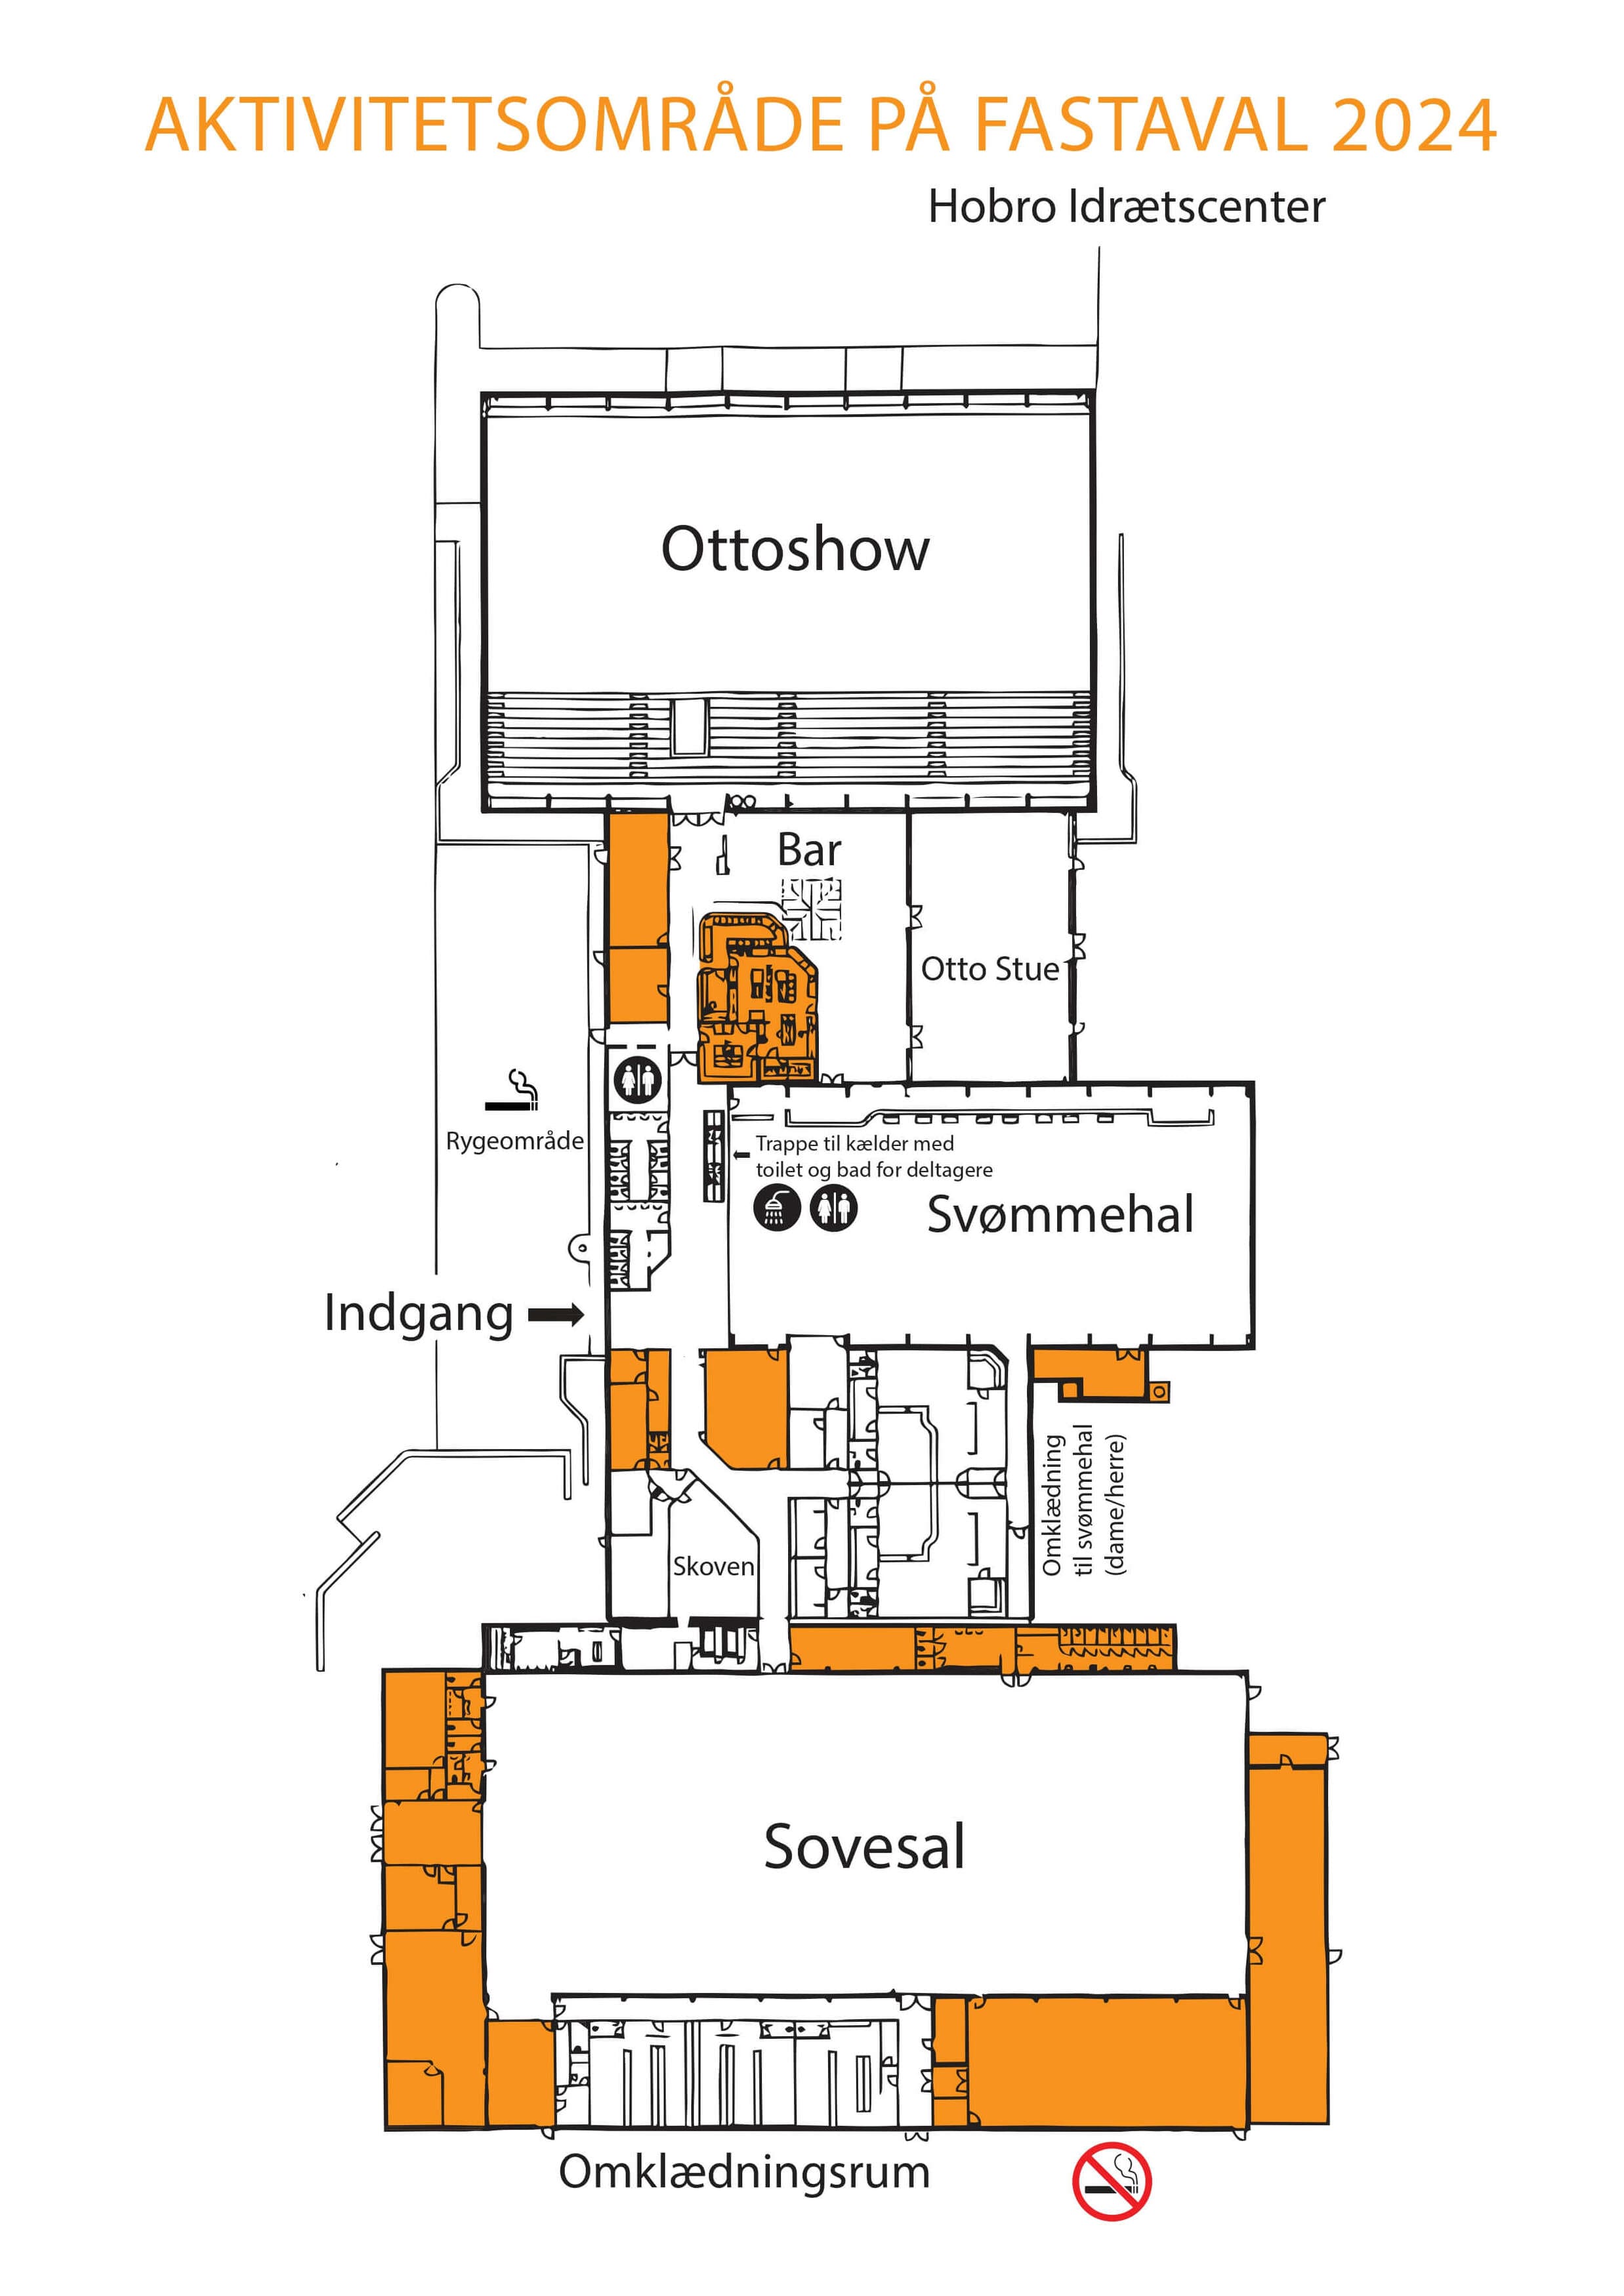 AKTIVITETSOMRÅDE PÅ FASTAVAL 2024
Hobro Idrætscenter
Ottoshow
Bar
Otto Stue
Rygeområde
Trappe til kælder med
toilet og bad for deltagere
Svømmehal
Indgang
Omklædning
til svømmehal
(dame/herre)
Skoven
Sovesal
Omklædningsrum